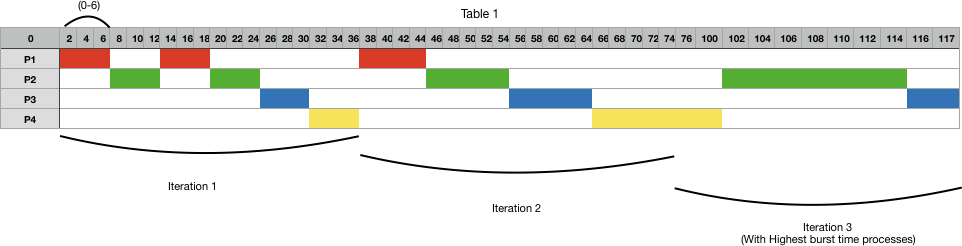 (0-6)
Table 1
0 2 4 6 8 10 12 14 16 18 20 22 24 26 28 30 32 34 36 38 40 42 44 46 48 50 52 54 56 58 60 62 64 66 68 70 72 74 76 100 102 104 106 108 110 112 114 116 117
P1
P2
P3
P4
Iteration 1
Iteration 2
Iteration 3
(With Highest burst time processes)